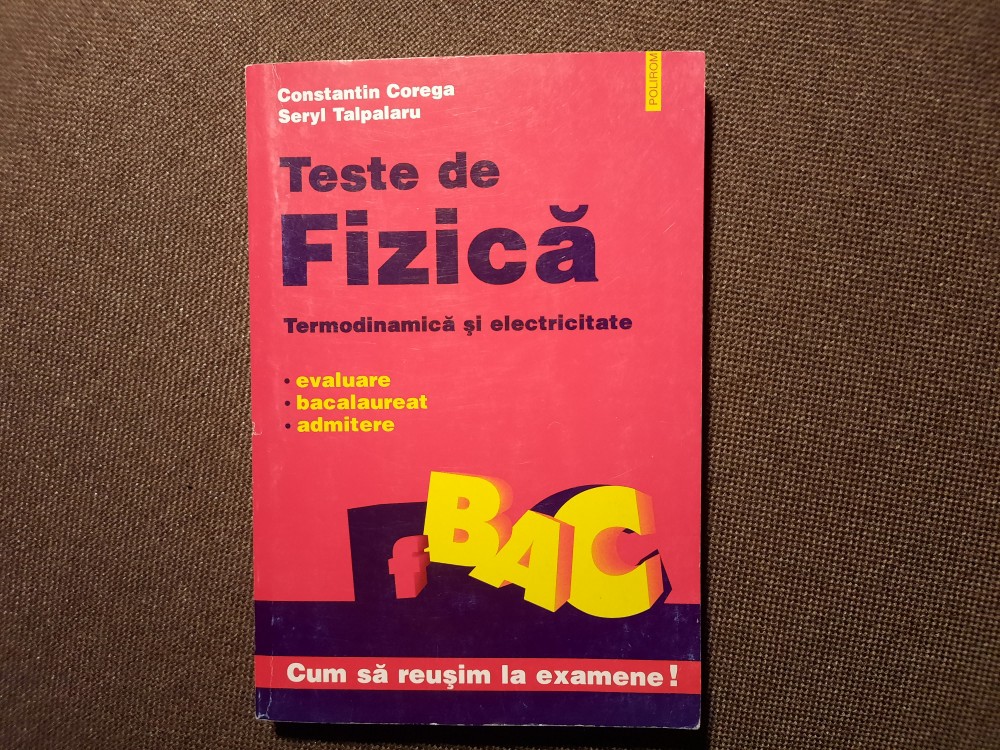 Constantin Corega
Seryl Talpalaru
POLIROM
Teste de
Fizică
Termodinamică şi electricitate
• evaluare
• bacalaureat
• admitere
f BAC
Cum să reuşim la examene!